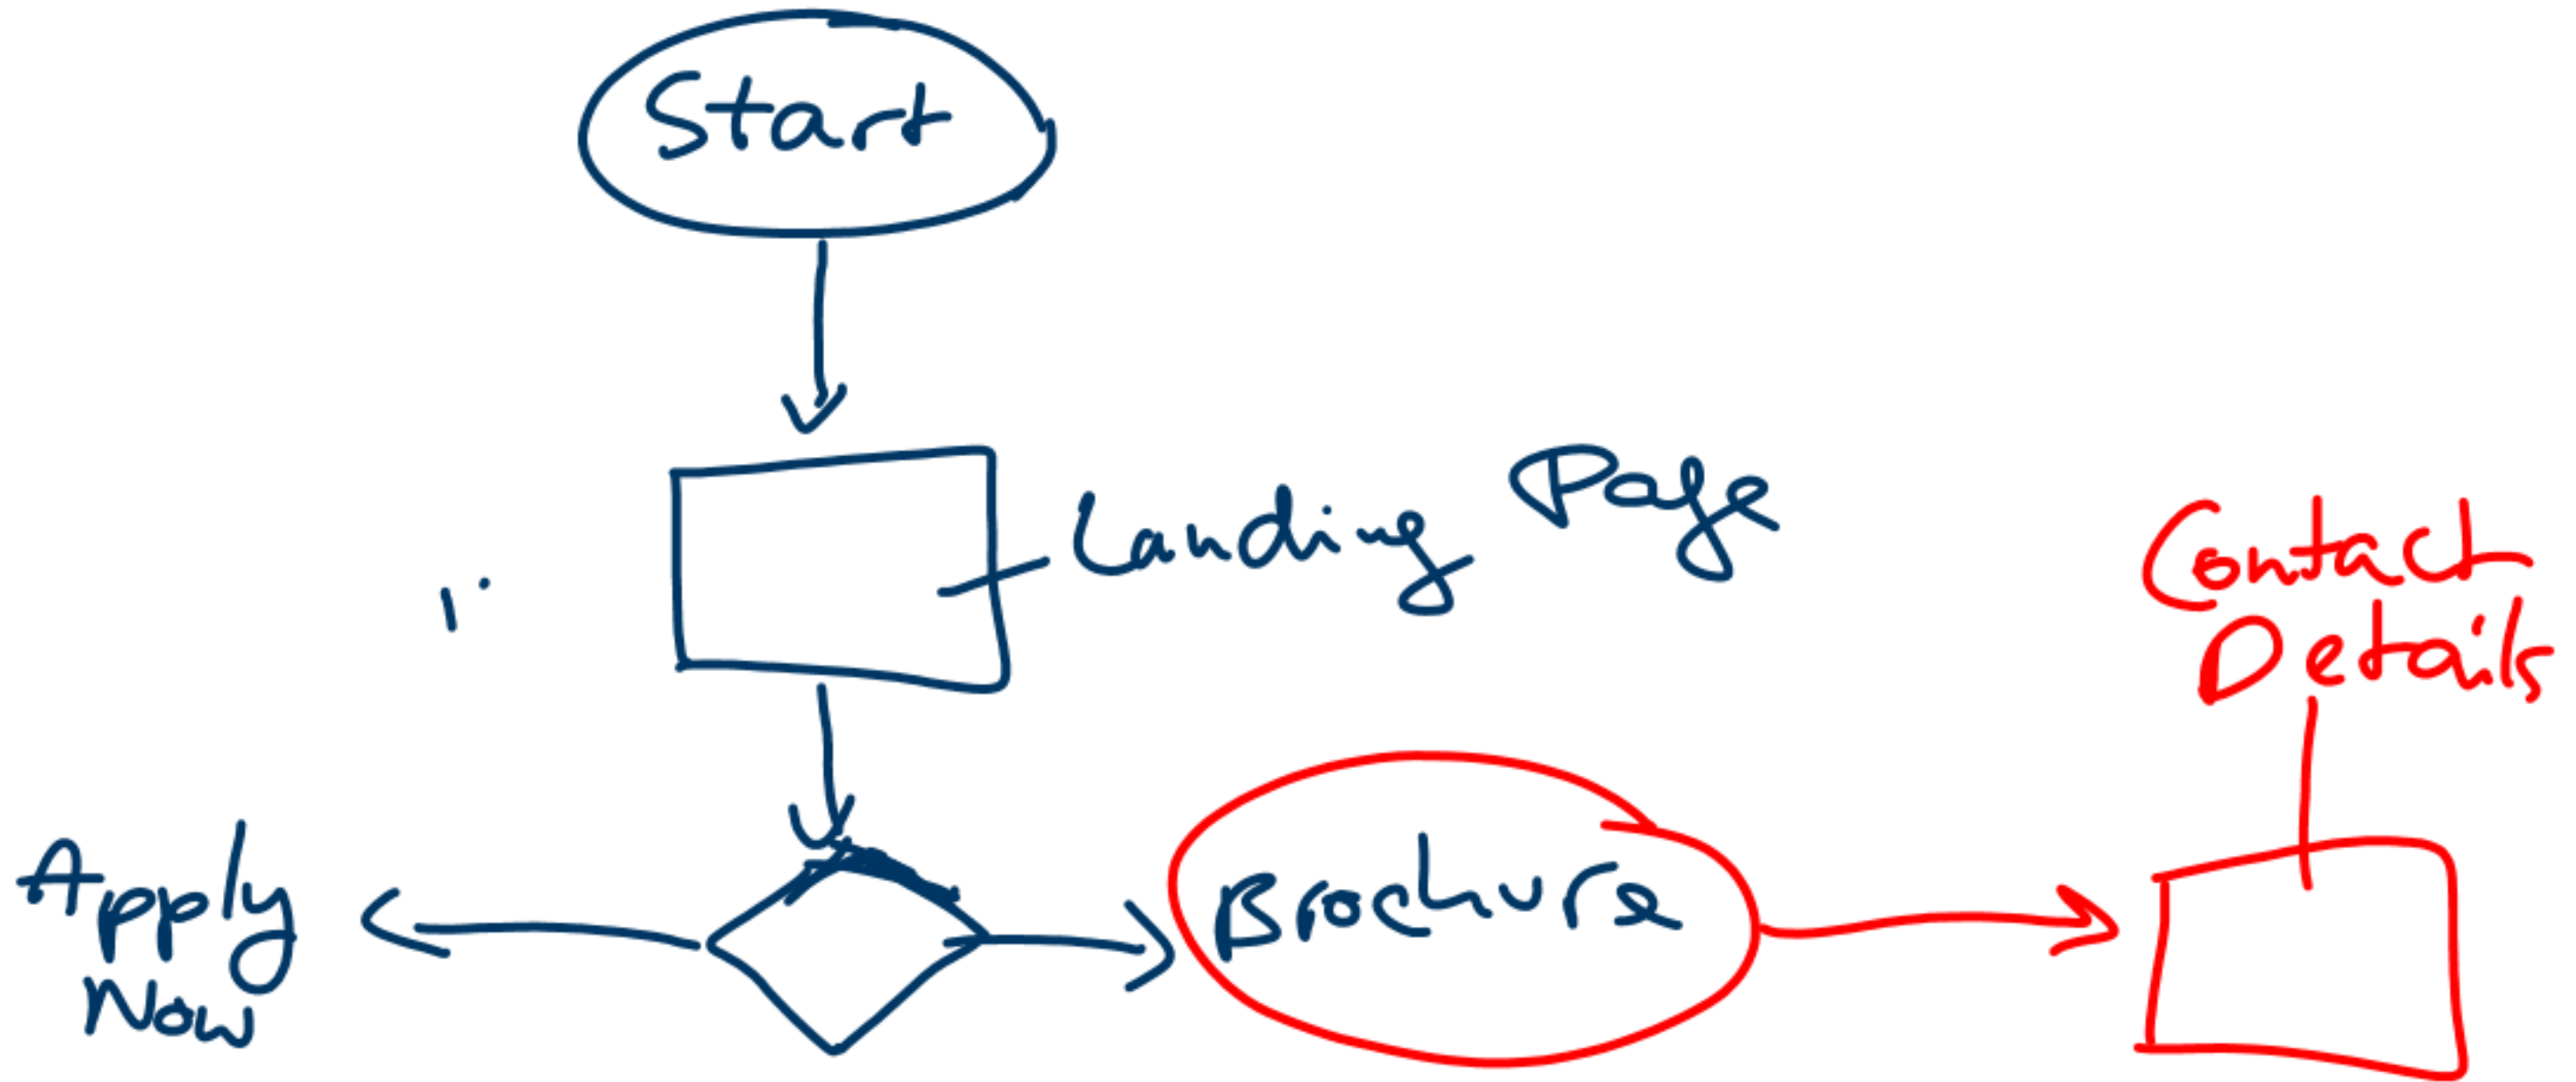 Start
Landing Page
Contact
Details
Apply
Now
Brochure